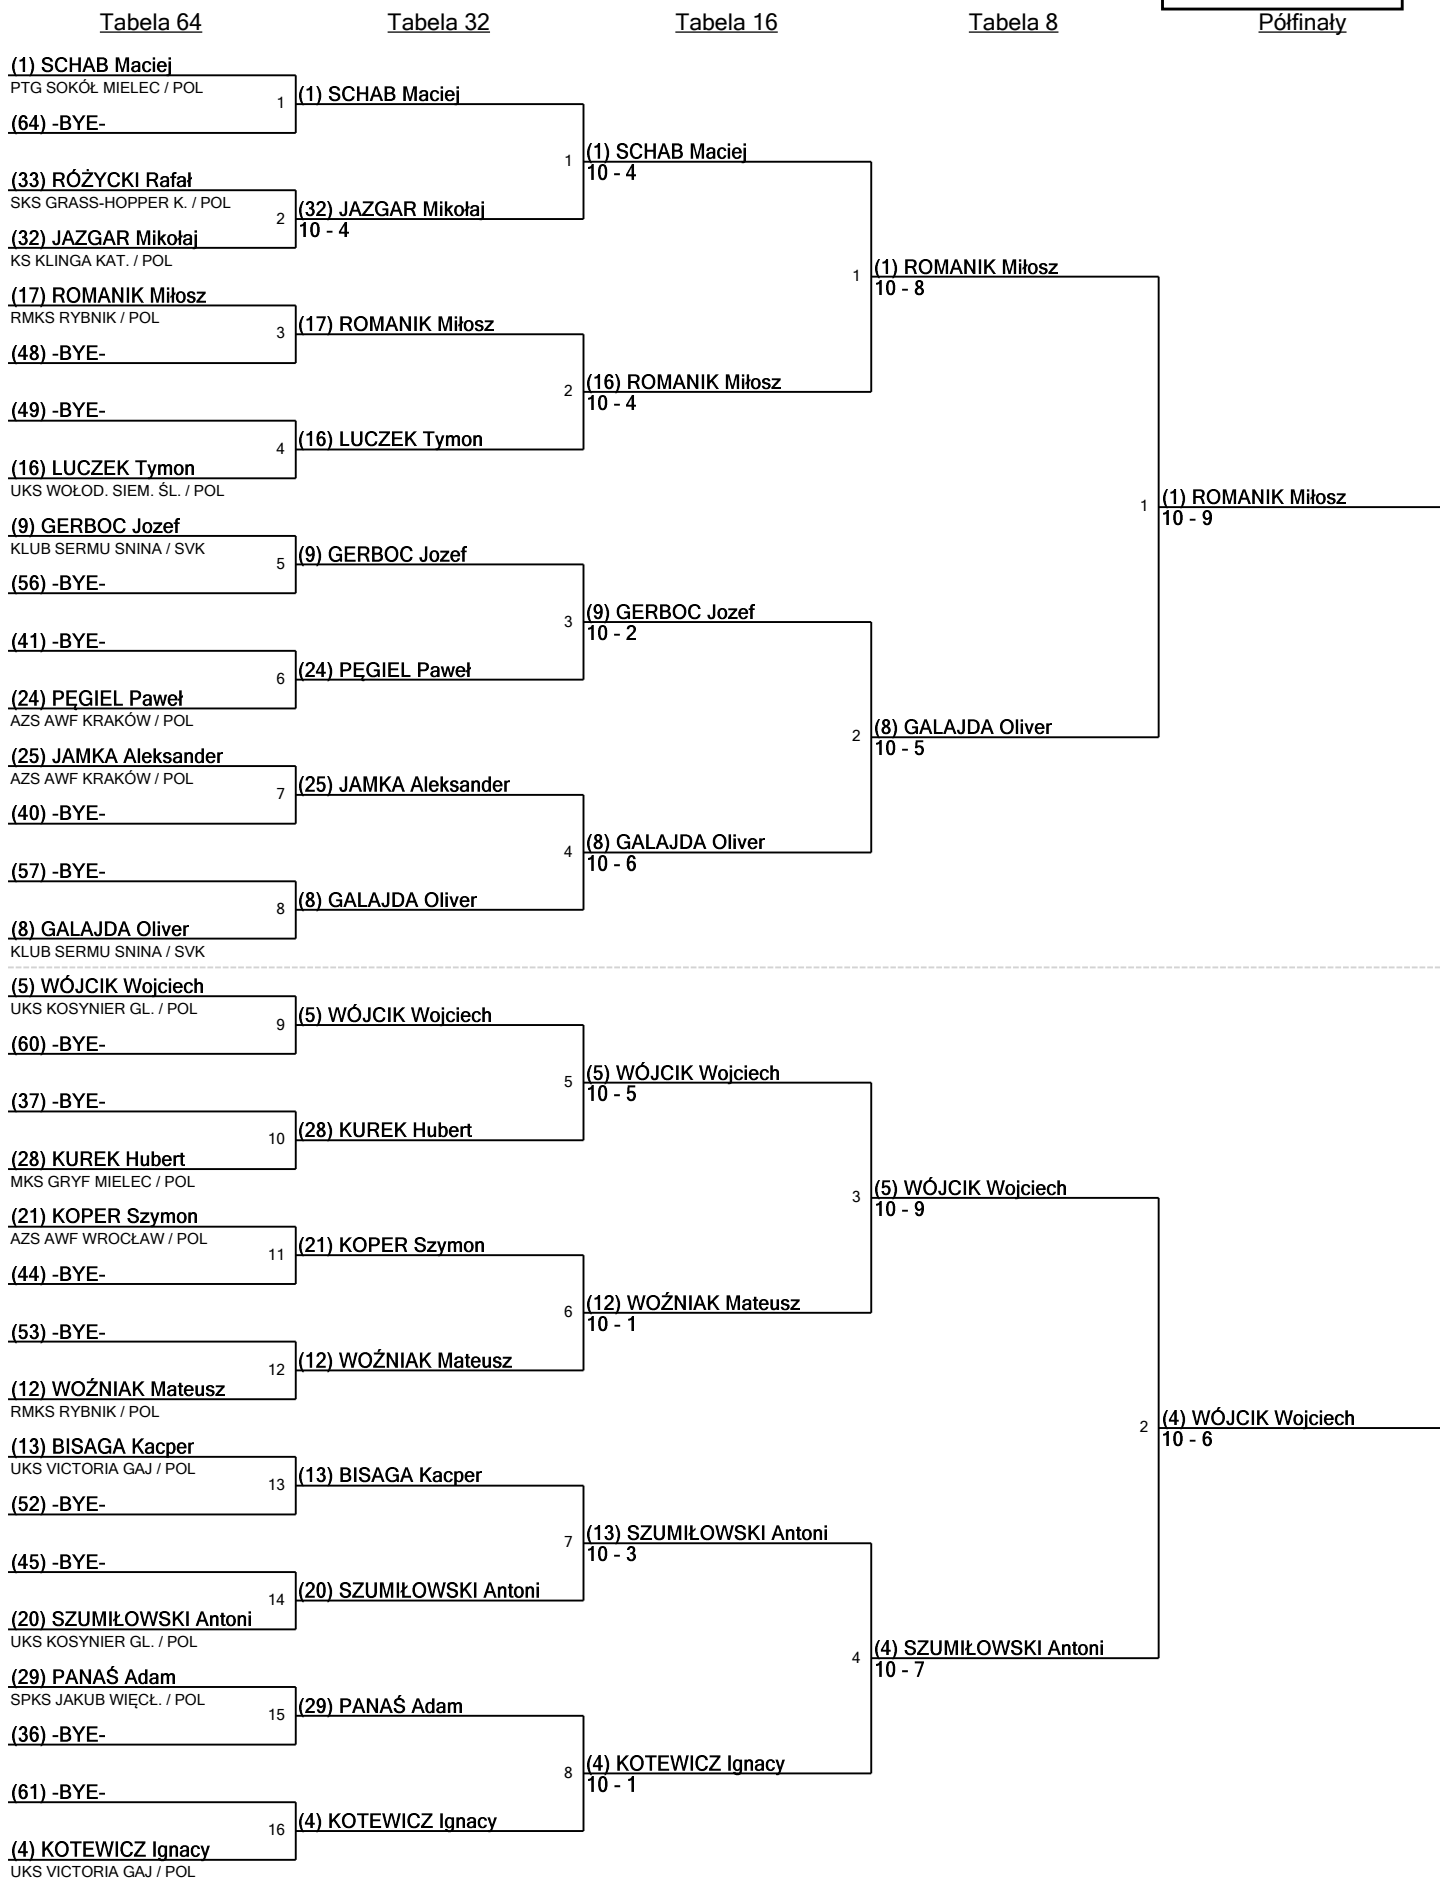 Tabela 64
Tabela 32
Tabela 16
Tabela 8
Półfinały
(1) SCHAB Maciej
PTG SOKÓŁ MIELEC / POL
1
(64) -BYE-
(33) RÓŻYCKI Rafał
SKS GRASS-HOPPER K. / POL
2
(32) JAZGAR Mikołaj
KS KLINGA KAT. / POL
(17) ROMANIK Miłosz
RMKS RYBNIK / POL
3
(48) -BYE-
(49) -BYE-
4
(16) LUCZEK Tymon
UKS WOŁOD. SIEM. ŚL. / POL
(9) GERBOC Jozef
KLUB SERMU SNINA / SVK
5
(56) -BYE-
(41) -BYE-
6
(24) PĘGIEL Paweł
AZS AWF KRAKÓW / POL
(25) JAMKA Aleksander
AZS AWF KRAKÓW / POL
7
(40) -BYE-
(57) -BYE-
8
(8) GALAJDA Oliver
KLUB SERMU SNINA / SVK
(5) WÓJCIK Wojciech
UKS KOSYNIER GL. / POL
9
(60) -BYE-
(37) -BYE-
10
(28) KUREK Hubert
MKS GRYF MIELEC / POL
(21) KOPER Szymon
AZS AWF WROCŁAW / POL
11
(44) -BYE-
(53) -BYE-
12
(12) WOŹNIAK Mateusz
RMKS RYBNIK / POL
(13) BISAGA Kacper
UKS VICTORIA GAJ / POL
13
(52) -BYE-
(45) -BYE-
14
(20) SZUMIŁOWSKI Antoni
UKS KOSYNIER GL. / POL
(29) PANAŚ Adam
SPKS JAKUB WIĘCŁ. / POL
15
(36) -BYE-
(61) -BYE-
16
(4) KOTEWICZ Ignacy
UKS VICTORIA GAJ / POL
(1) SCHAB Maciej
1
(32) JAZGAR Mikołaj
10 - 4
(17) ROMANIK Miłosz
2
(16) LUCZEK Tymon
(9) GERBOC Jozef
3
(24) PĘGIEL Paweł
(25) JAMKA Aleksander
4
(8) GALAJDA Oliver
(5) WÓJCIK Wojciech
5
(28) KUREK Hubert
(21) KOPER Szymon
6
(12) WOŹNIAK Mateusz
(13) BISAGA Kacper
7
(20) SZUMIŁOWSKI Antoni
(29) PANAŚ Adam
8
(4) KOTEWICZ Ignacy
(1) SCHAB Maciej
10 - 4
1
(16) ROMANIK Miłosz
10 - 4
(9) GERBOC Jozef
10 - 2
2
(8) GALAJDA Oliver
10 - 6
(5) WÓJCIK Wojciech
10 - 5
3
(12) WOŹNIAK Mateusz
10 - 1
(13) SZUMIŁOWSKI Antoni
10 - 3
4
(4) KOTEWICZ Ignacy
10 - 1
(1) ROMANIK Miłosz
10 - 8
1
(8) GALAJDA Oliver
10 - 5
(5) WÓJCIK Wojciech
10 - 9
2
(4) SZUMIŁOWSKI Antoni
10 - 7
(1) ROMANIK Miłosz
10 - 9
(4) WÓJCIK Wojciech
10 - 6